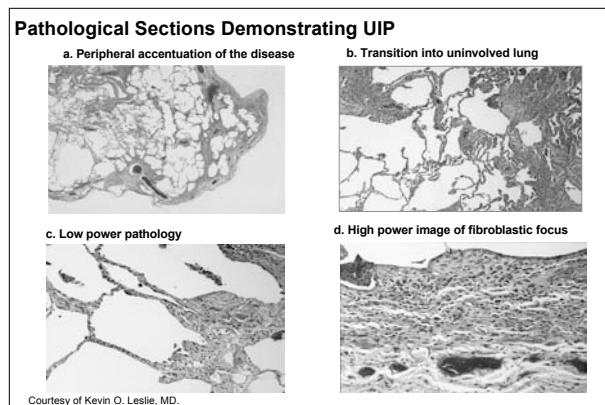 Pathological Sections Demonstrating UIP
a. Peripheral accentuation of the disease
b. Transition into uninvolved lung
c. Low power pathology
d. High power image of fibroblastic focus
Courtesy of Kevin O. Leslie, MD.